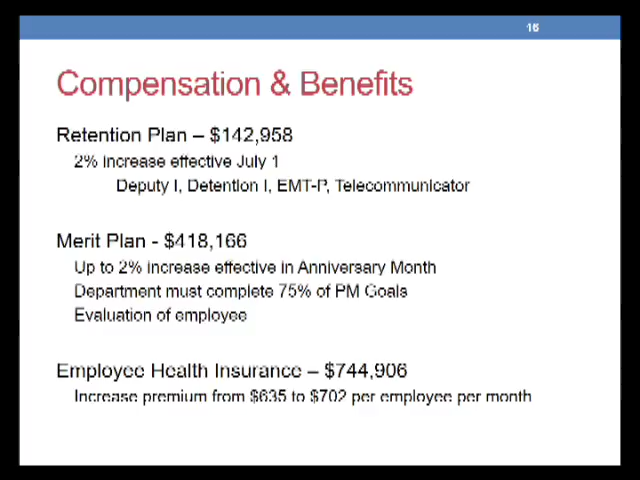 16
Compensation & Benefits
Retention Plan – $142,958
2% increase effective July 1
Deputy I, Detention I, EMT-P, Telecommunicator
Merit Plan - $418,166
Up to 2% increase effective in Anniversary Month
Department must complete 75% of PM Goals
Evaluation of employee
Employee Health Insurance – $744,906
Increase premium from $635 to $702 per employee per month